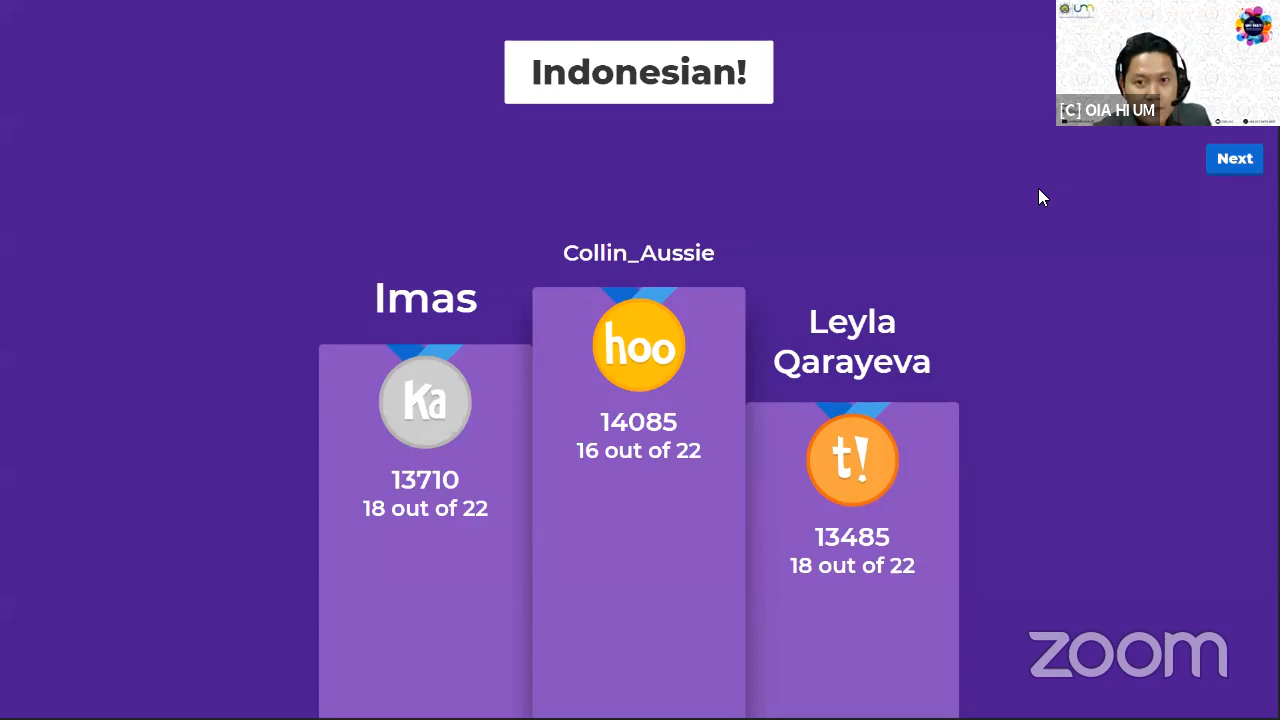 Indonesian!
[C] OIA HI UM
Next
Collin_Aussie
Imas
Leyla
Qarayeva
hoo
14085
16 out of 22
Ka
13710
18 out of 22
t!
13485
18 out of 22
zoom